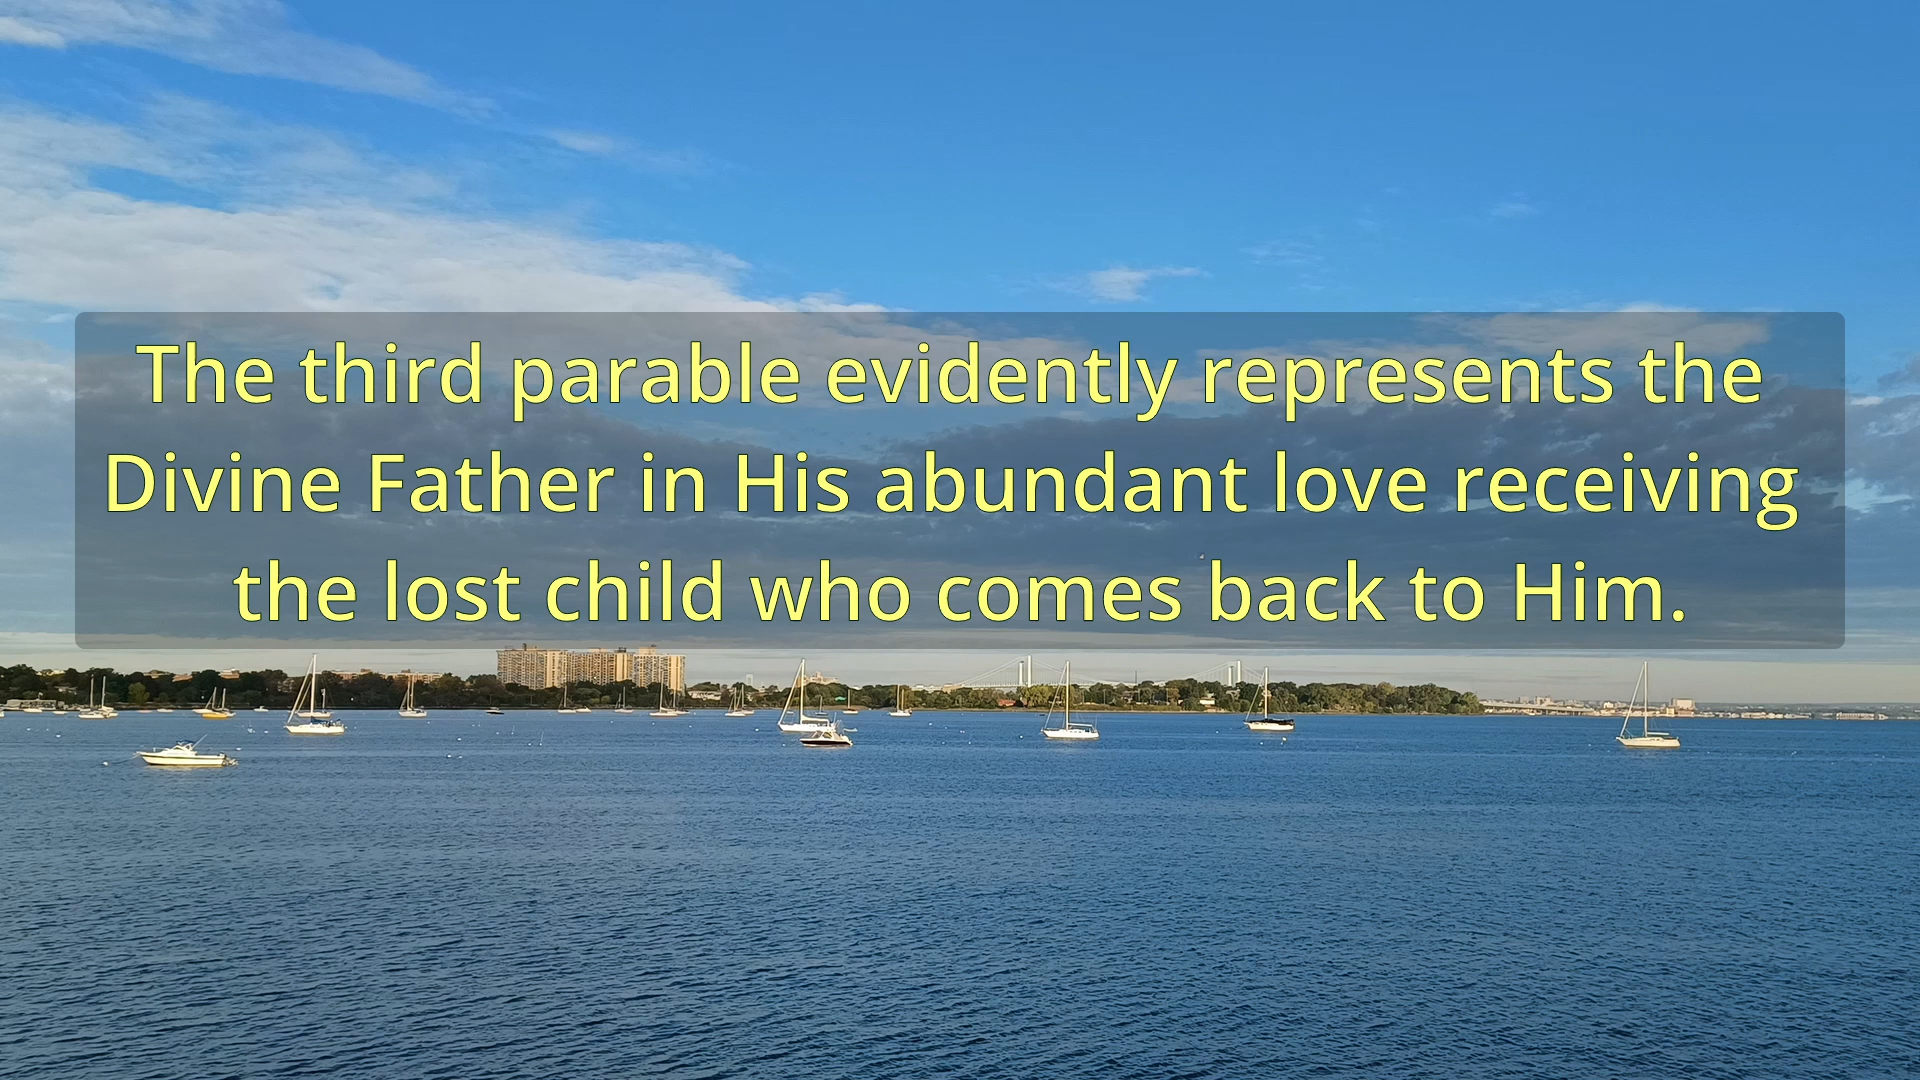 The third parable evidently represents the
Divine Father in His abundant love receiving
the lost child who comes back to Him.